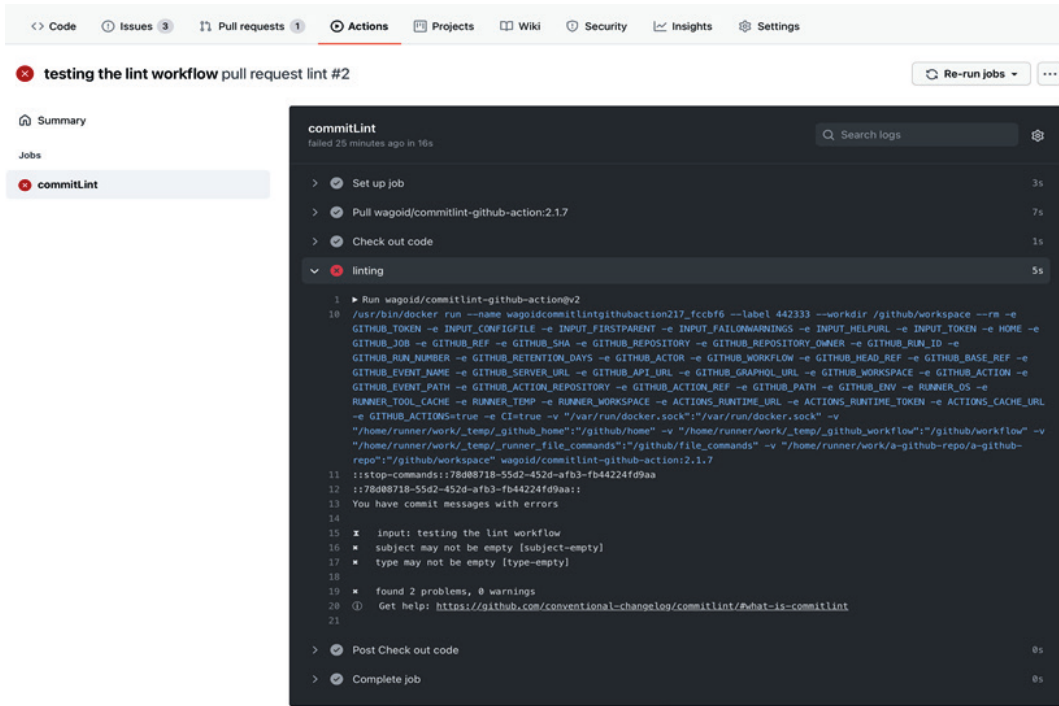 Code Issues 3 Pull requests 1 Actions Projects Wiki Security Insights Settings
testing the lint workflow pull request lint #2
Re-run jobs
Summary
Jobs
commitLint
commitLint
failed 25 minutes ago in 16s
Search logs
Set up job 3s
Pull wagoid/commitlint-github-action:2.1.7 7s
Check out code 1s
linting 5s
1 ▶ Run wagoid/commitlint-github-action@v2
10 /usr/bin/docker run --name wagoidcommitlintgithubaction217_fccbf6 --label 442333 --workdir /github/workspace --rm -e
GITHUB_TOKEN -e INPUT_CONFIGFILE -e INPUT_FIRSTPARENT -e INPUT_FAILONWARNINGS -e INPUT_HELPURL -e INPUT_TOKEN -e HOME -e
GITHUB_JOB -e GITHUB_REF -e GITHUB_SHA -e GITHUB_REPOSITORY -e GITHUB_REPOSITORY_OWNER -e GITHUB_RUN_ID -e
GITHUB_RUN_NUMBER -e GITHUB_RETENTION_DAYS -e GITHUB_ACTOR -e GITHUB_WORKFLOW -e GITHUB_HEAD_REF -e GITHUB_BASE_REF -e
GITHUB_EVENT_NAME -e GITHUB_SERVER_URL -e GITHUB_API_URL -e GITHUB_GRAPHQL_URL -e GITHUB_WORKSPACE -e GITHUB_ACTION -e
GITHUB_EVENT_PATH -e GITHUB_ACTION_REPOSITORY -e GITHUB_ACTION_REF -e GITHUB_PATH -e GITHUB_ENV -e RUNNER_OS -e
RUNNER_TOOL_CACHE -e RUNNER_TEMP -e RUNNER_WORKSPACE -e ACTIONS_RUNTIME_URL -e ACTIONS_RUNTIME_TOKEN -e ACTIONS_CACHE_URL
-e GITHUB_ACTIONS=true -e CI=true -v "/var/run/docker.sock":"/var/run/docker.sock" -v
"/home/runner/work/_temp/_github_home":"/github/home" -v "/home/runner/work/_temp/_github_workflow":"/github/workflow" -v
"/home/runner/work/_temp/_runner_file_commands":"/github/file_commands" -v "/home/runner/work/a-github-repo/a-github-
repo":"/github/workspace" wagoid/commitlint-github-action:2.1.7
11 ::stop-commands::78d08718-55d2-452d-afb3-fb44224fd9aa
12 ::78d08718-55d2-452d-afb3-fb44224fd9aa::
13 You have commit messages with errors
14
15 ⧗ input: testing the lint workflow
16 ✖ subject may not be empty [subject-empty]
17 ✖ type may not be empty [type-empty]
18
19 ✖ found 2 problems, 0 warnings
20 ⓘ Get help: https://github.com/conventional-changelog/commitlint/#what-is-commitlint
21
Post Check out code 0s
Complete job 0s